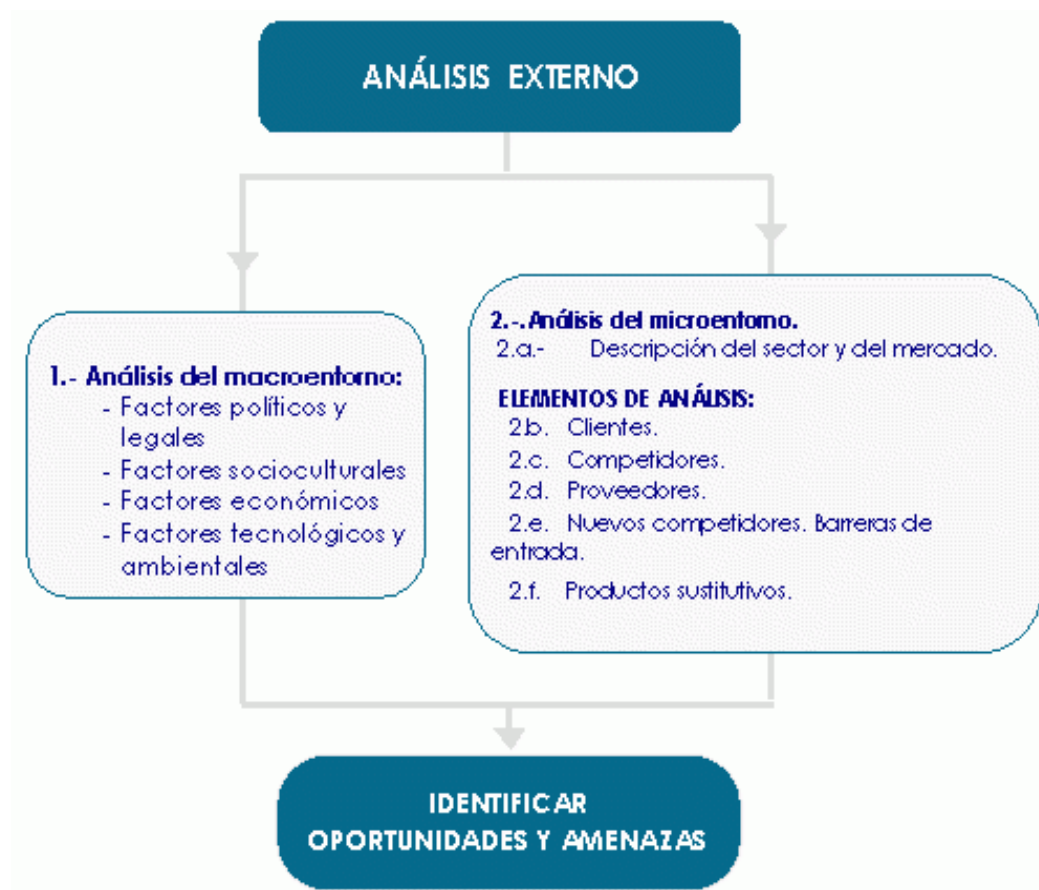 ANÁLISIS EXTERNO
1.- Análisis del macroentorno:
- Factores políticos y
legales
- Factores socioculturales
- Factores económicos
- Factores tecnológicos y
ambientales
2.-.Análisis del microentorno.
2.a.- Descripción del sector y del mercado.
ELEMENTOS DE ANÁLISIS:
2.b. Clientes.
2.c. Competidores.
2.d. Proveedores.
2.e. Nuevos competidores. Barreras de
entrada.
2.f. Productos sustitutivos.
IDENTIFICAR
OPORTUNIDADES Y AMENAZAS